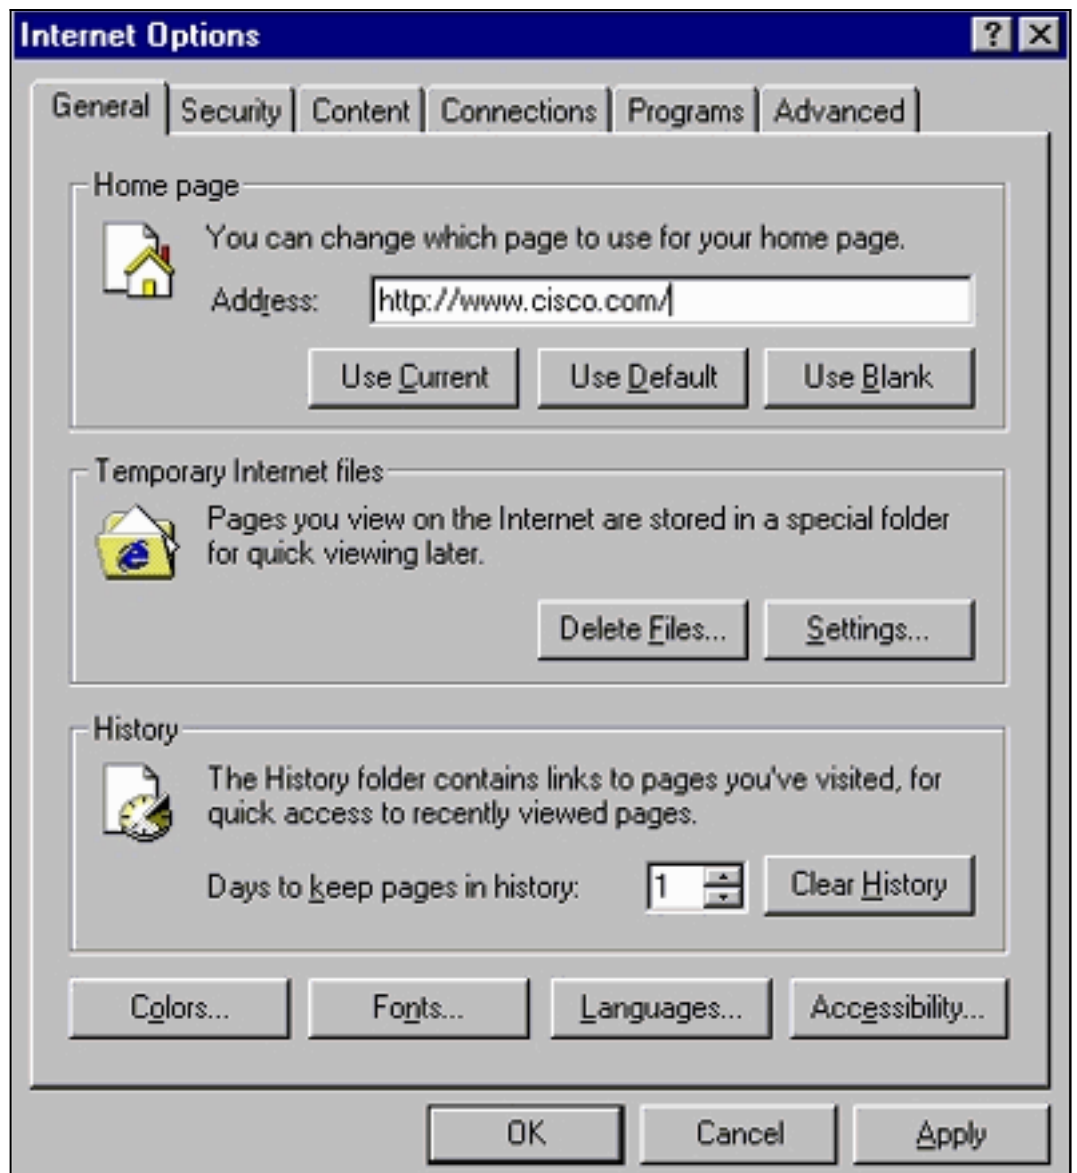 Internet Options
General Security Content Connections Programs Advanced
Home page
You can change which page to use for your home page.
Address: http://www.cisco.com/
Use Current Use Default Use Blank
Temporary Internet files
Pages you view on the Internet are stored in a special folder
for quick viewing later.
Delete Files... Settings...
History
The History folder contains links to pages you've visited, for
quick access to recently viewed pages.
Days to keep pages in history: 1 Clear History
Colors... Fonts... Languages... Accessibility...
OK Cancel Apply